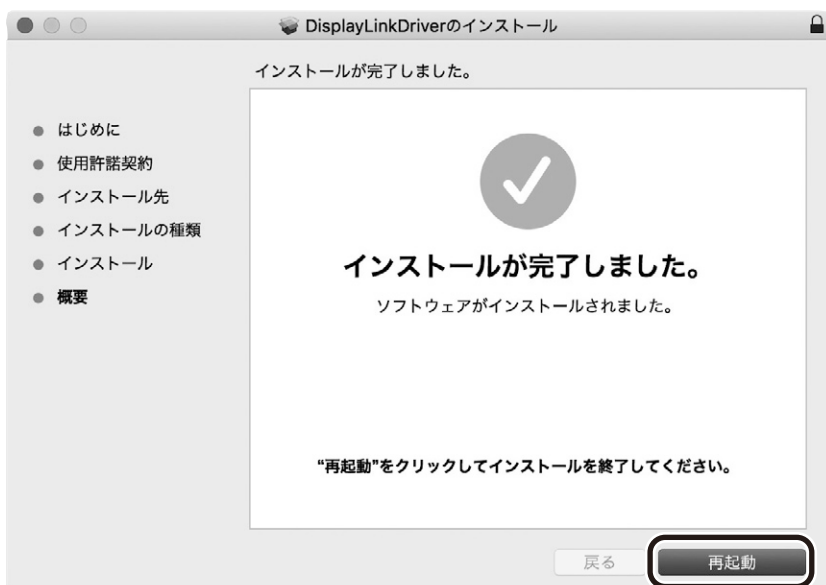 DisplayLinkDriverのインストール
インストールが完了しました。
はじめに
使用許諾契約
インストール先
インストールの種類
インストール
概要
インストールが完了しました。
ソフトウェアがインストールされました。
“再起動”をクリックしてインストールを終了してください。
戻る
再起動